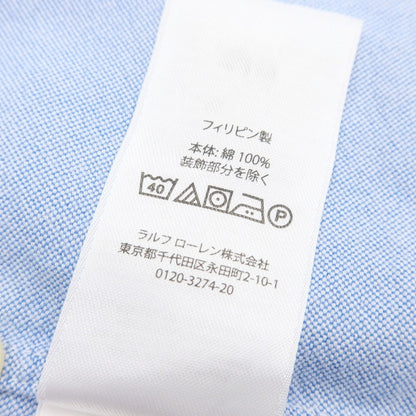 フィリピン製
本体: 綿 100%
装飾部分を除く
40 P
ラルフ ローレン株式会社
東京都千代田区永田町2-10-1
0120-3274-20